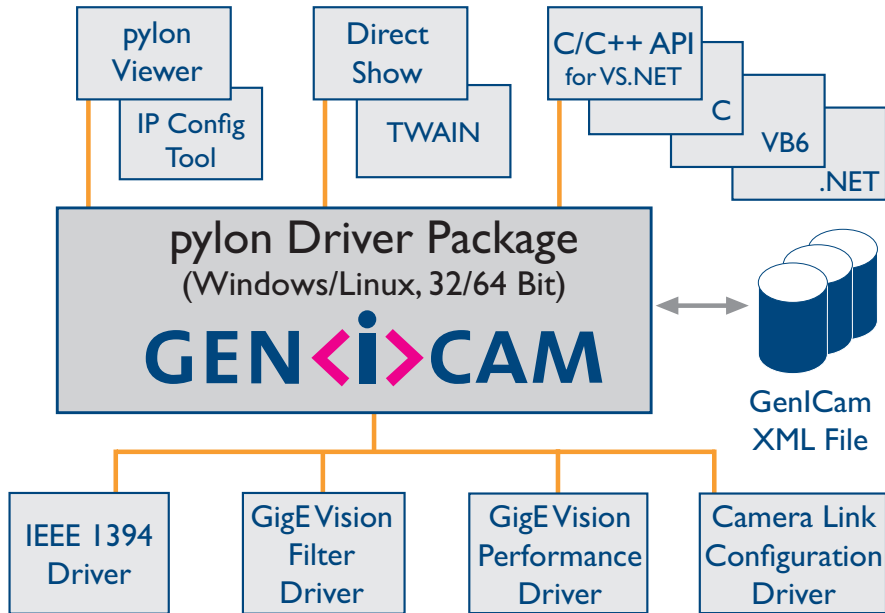 pylon
Viewer
IP Config
Tool
Direct
Show
TWAIN
C/C++ API
for VS.NET
C
VB6
.NET
pylon Driver Package
(Windows/Linux, 32/64 Bit)
GEN<i>CAM
GenICam
XML File
IEEE 1394
Driver
GigE Vision
Filter
Driver
GigE Vision
Performance
Driver
Camera Link
Configuration
Driver